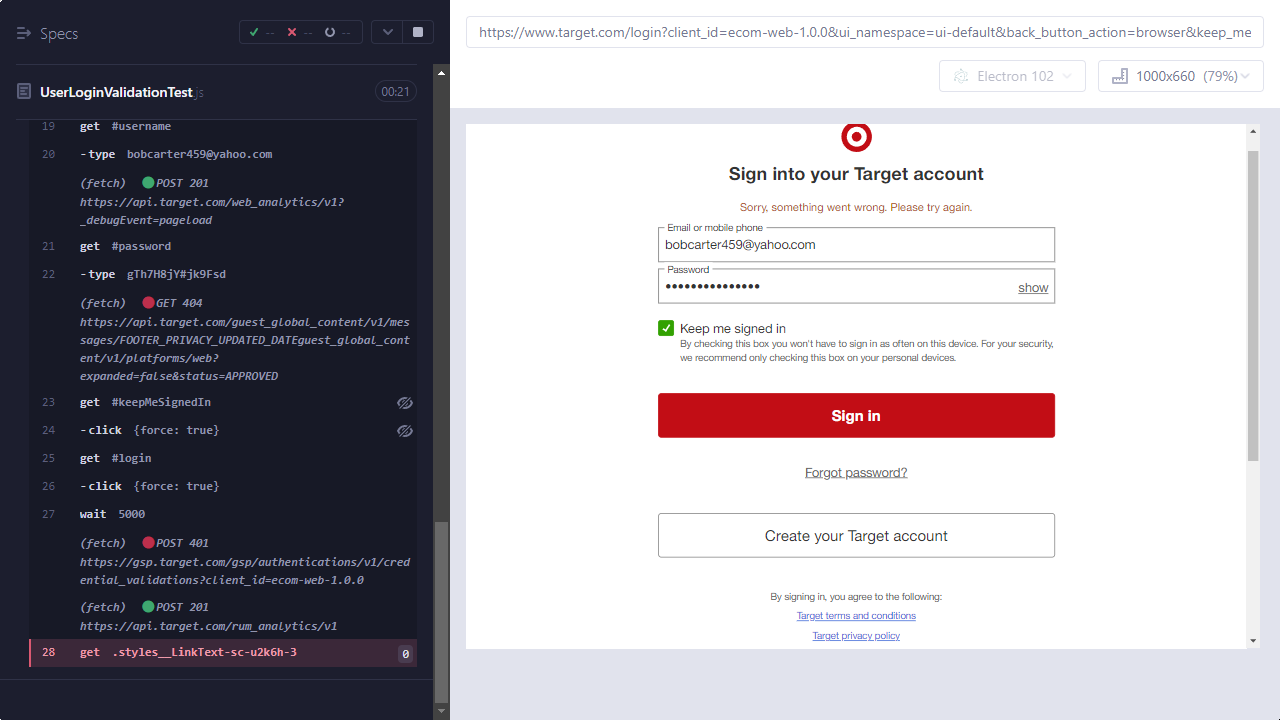 Specs
-- -- --
UserLoginValidationTest.js
00:21
19 get #username
20 -type bobcarter459@yahoo.com
(fetch) POST 201
https://api.target.com/web_analytics/v1?
_debugEvent=pageload
21 get #password
22 -type gTh7H8jY#jk9Fsd
(fetch) GET 404
https://api.target.com/guest_global_content/v1/mes
sages/FOOTER_PRIVACY_UPDATED_DATEguest_global_cont
ent/v1/platforms/web?
expanded=false&status=APPROVED
23 get #keepMeSignedIn
24 -click {force: true}
25 get #login
26 -click {force: true}
27 wait 5000
(fetch) POST 401
https://gsp.target.com/gsp/authentications/v1/cred
ential_validations?client_id=ecom-web-1.0.0
(fetch) POST 201
https://api.target.com/rum_analytics/v1
28 get .styles__LinkText-sc-u2k6h-3 0
https://www.target.com/login?client_id=ecom-web-1.0.0&ui_namespace=ui-default&back_button_action=browser&keep_me
Electron 102
1000x660 (79%)
Sign into your Target account
Sorry, something went wrong. Please try again.
Email or mobile phone
bobcarter459@yahoo.com
Password
•••••••••••••••
show
Keep me signed in
By checking this box you won't have to sign in as often on this device. For your security,
we recommend only checking this box on your personal devices.
Sign in
Forgot password?
Create your Target account
By signing in, you agree to the following:
Target terms and conditions
Target privacy policy